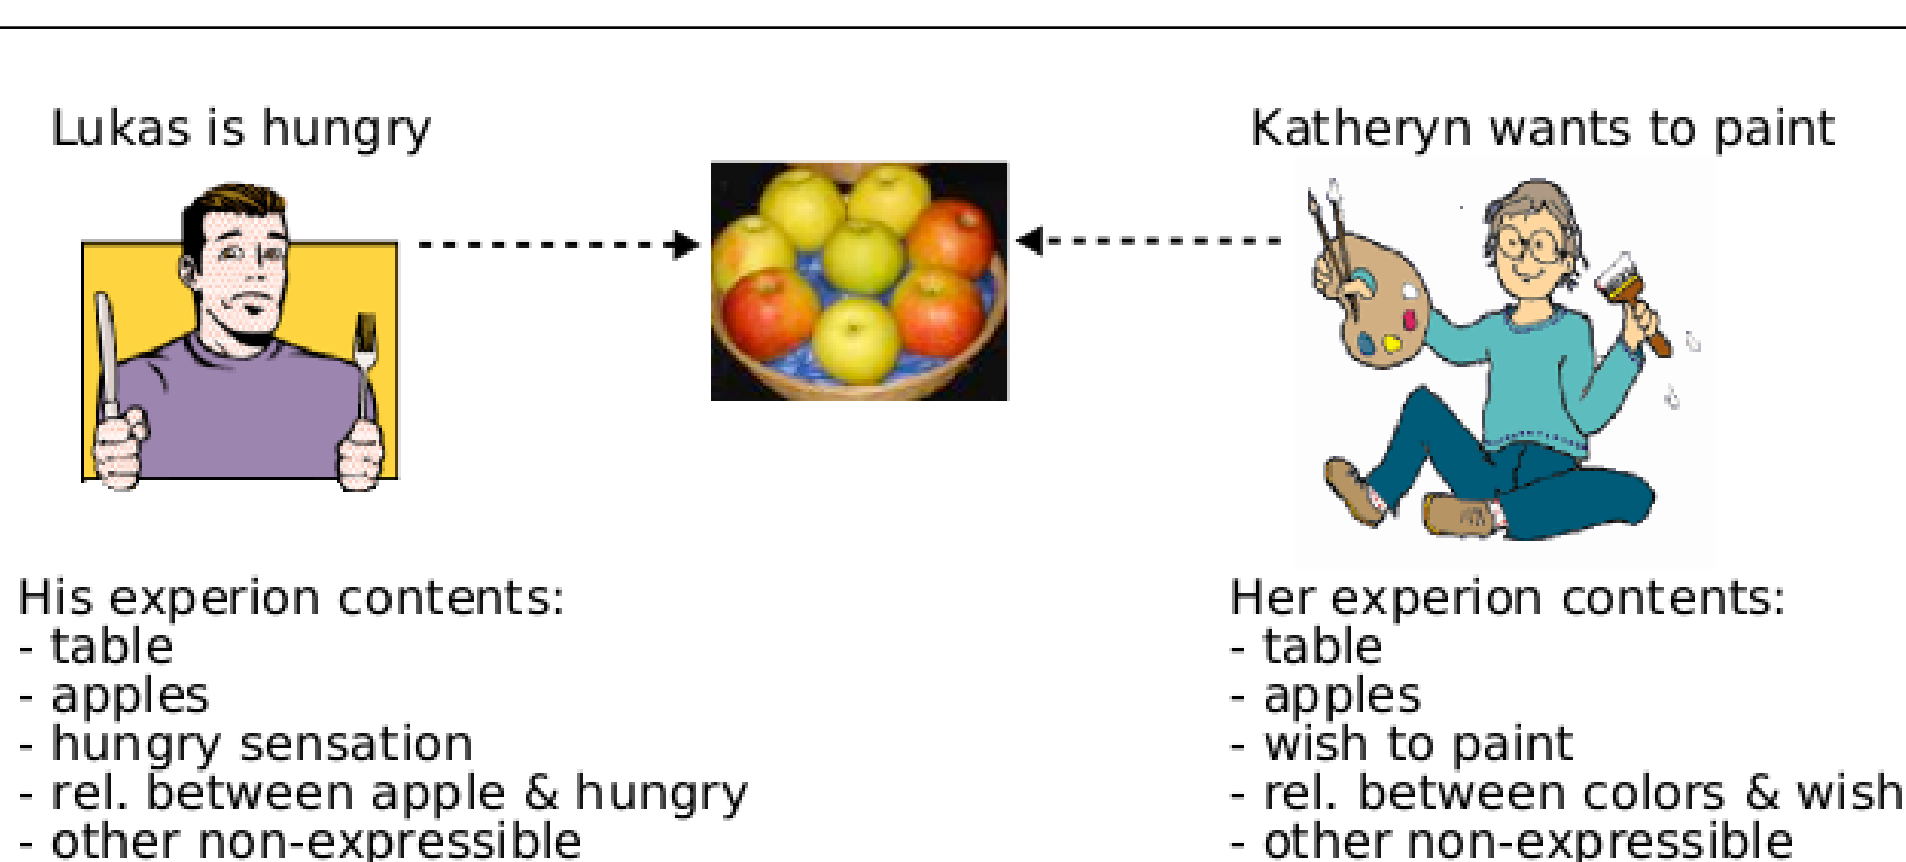 Lukas is hungry
Katheryn wants to paint
His experion contents:
- table
- apples
- hungry sensation
- rel. between apple & hungry
- other non-expressible
Her experion contents:
- table
- apples
- wish to paint
- rel. between colors & wish
- other non-expressible